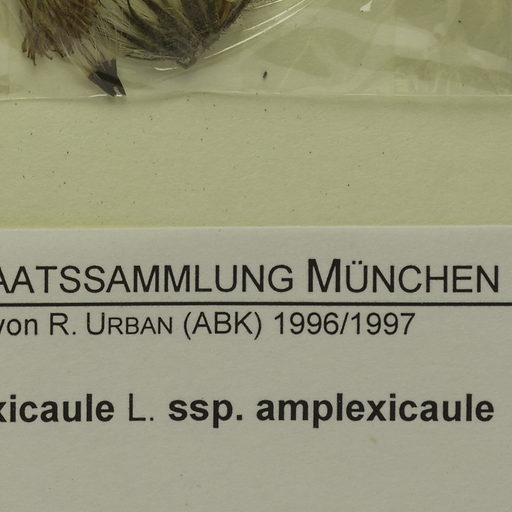 AATSSAMMLUNG MÜNCHEN
von R. URBAN (ABK) 1996/1997
xicaule L. ssp. amplexicaule